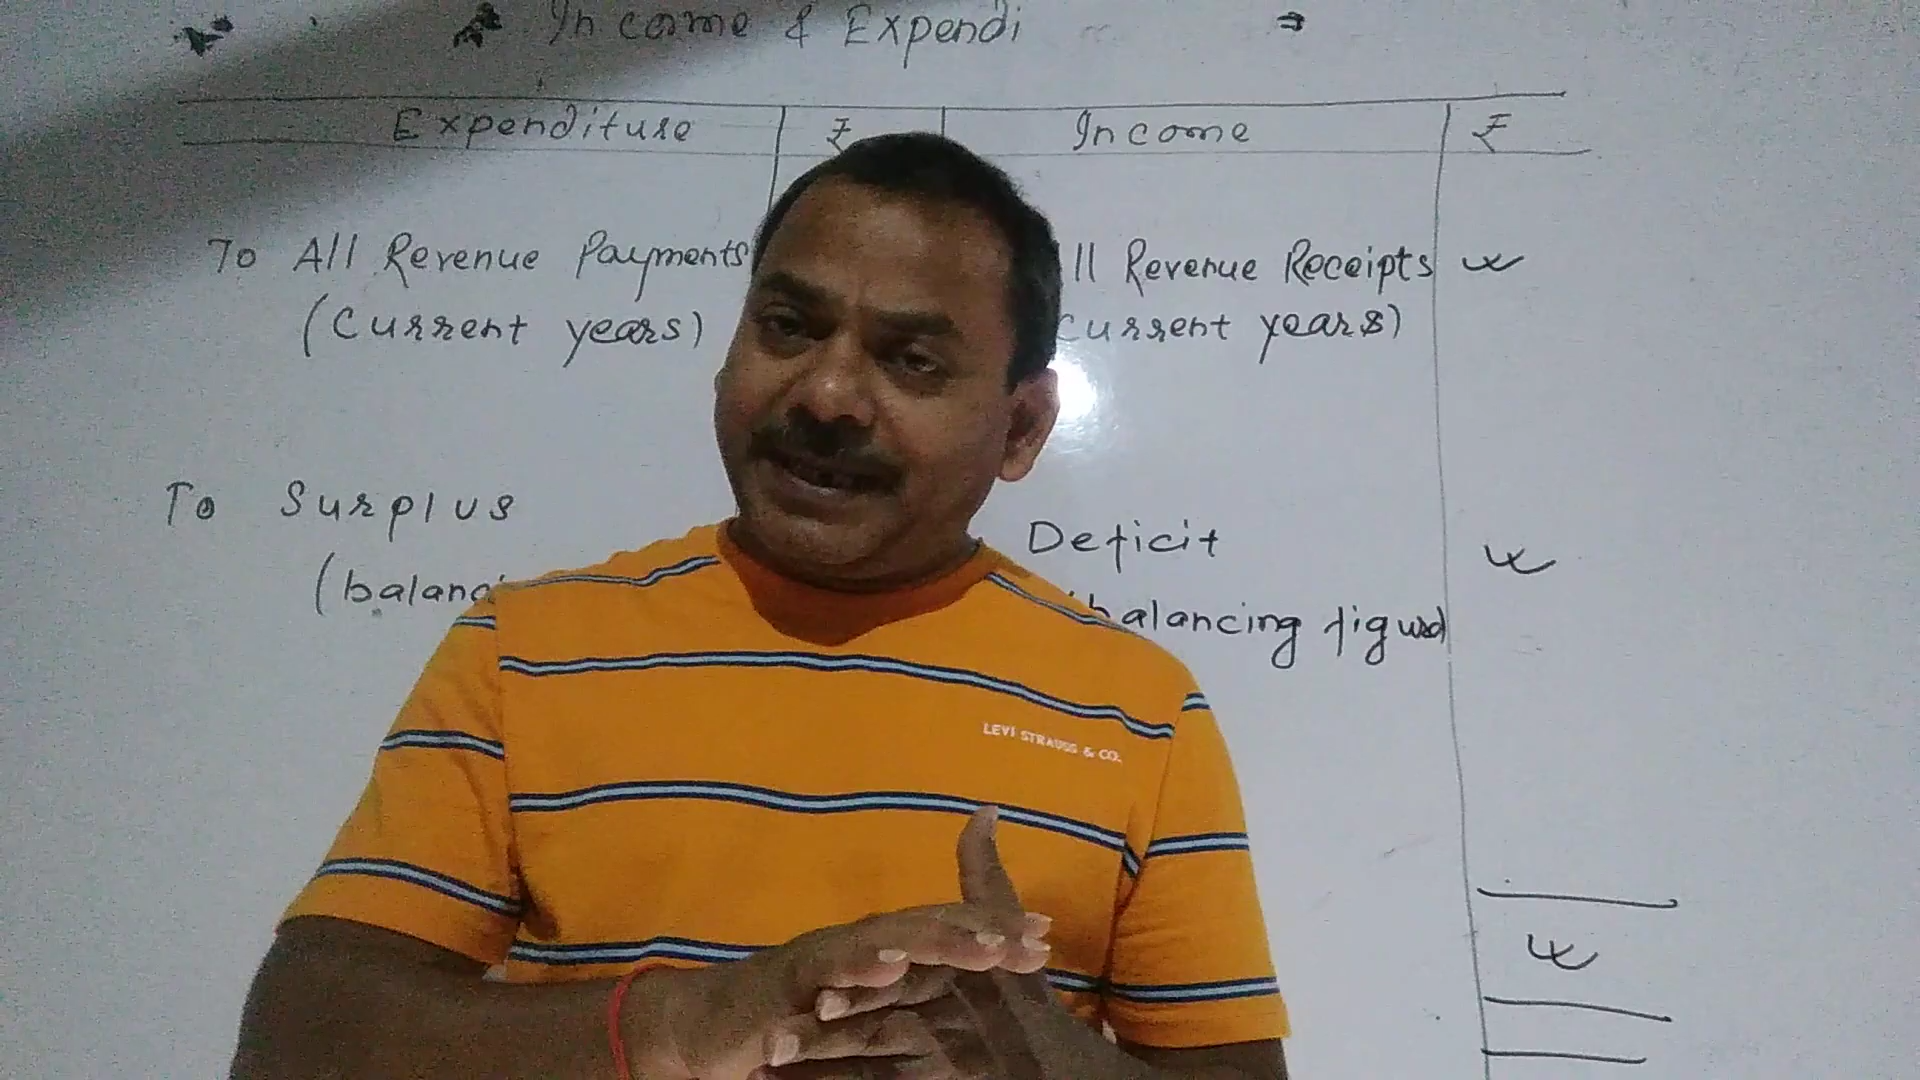 Income & Expendi
Expenditure ₹ Income ₹
To All Revenue Payments
(Current years)
ll Revenue Receipts
Current years)
To Surplus
(balanc
Deficit
balancing figure)
LEVI STRAUSS & CO.